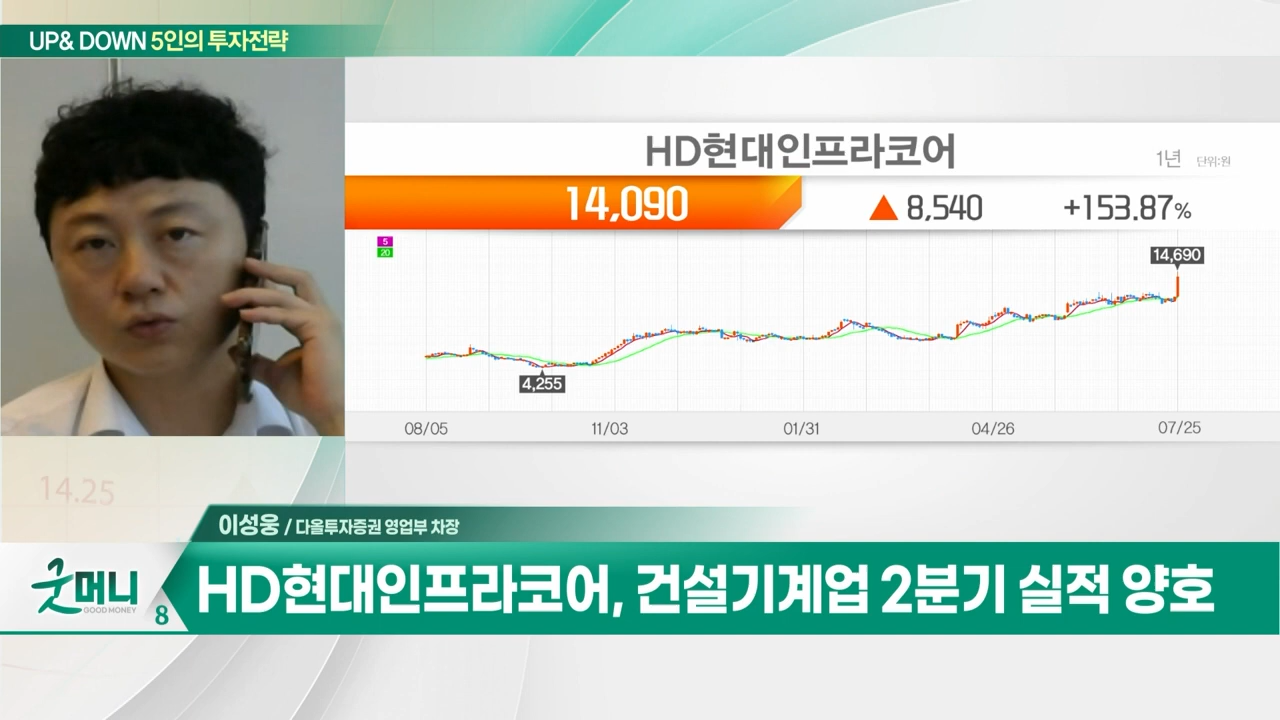 UP& DOWN 5인의 투자전략
HD현대인프라코어
1년 단위:원
14,090 ▲ 8,540 +153.87%
5
20
14,690
4,255
08/05 11/03 01/31 04/26 07/25
14.25
이성웅 / 다올투자증권 영업부 차장
굿머니
GOOD MONEY
8
HD현대인프라코어, 건설기계업 2분기 실적 양호